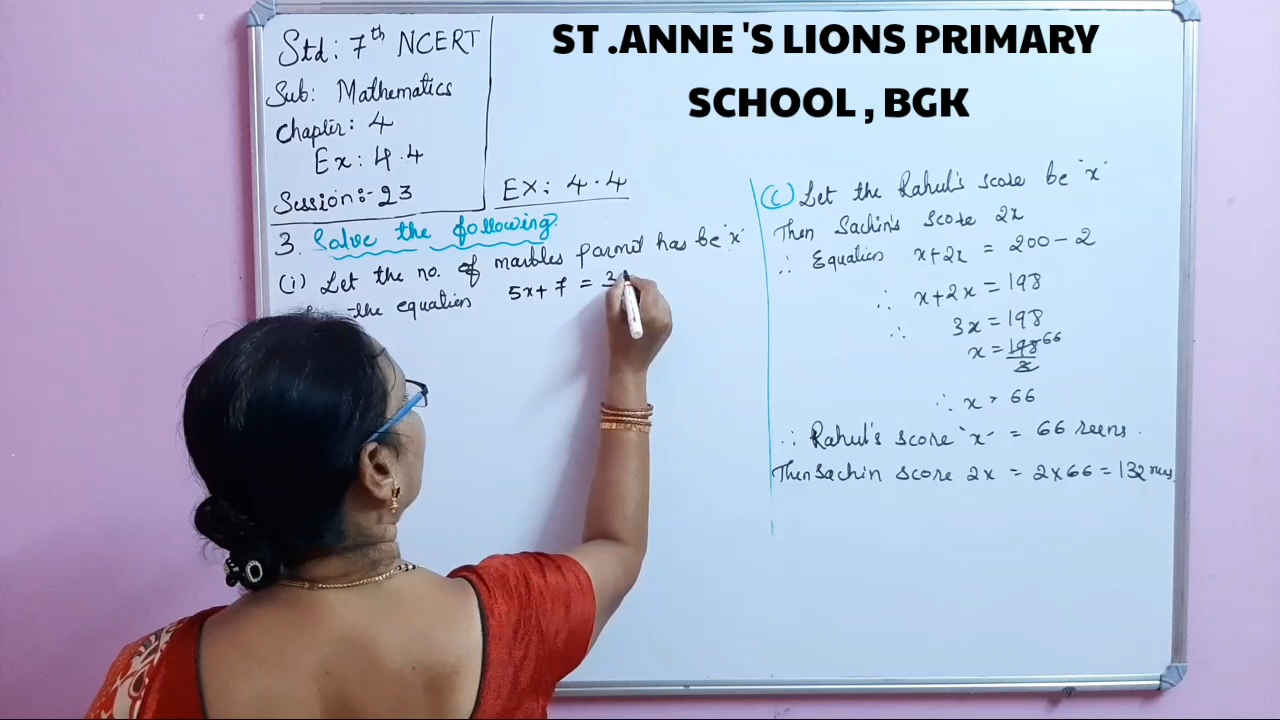 ST .ANNE 'S LIONS PRIMARY
SCHOOL , BGK
Std: 7th NCERT
Sub: Mathematics
Chapter: 4
Ex: 4.4
Session:-23
EX: 4.4
3. Solve the following.
(i) Let the no. of marbles parmit has be 'x'
the equation 5x+7 = 3
(c) Let the Rahul's score be 'x'
Then Sachin's score 2x
∴ Equation x+2x = 200-2
∴ x+2x = 198
∴ 3x = 198
x = 198 66
3
∴ x = 66
∴ Rahul's score 'x' = 66 reens.
Then Sachin score 2x = 2x66 = 132